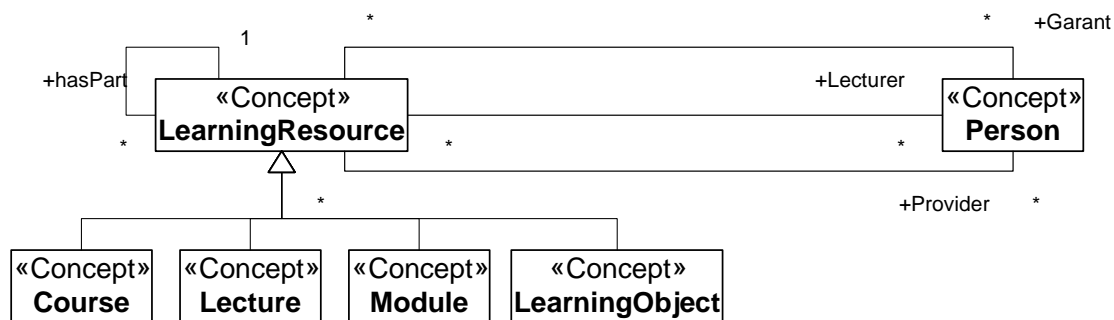 * * +Garant
1
+hasPart +Lecturer
«Concept» «Concept»
LearningResource Person
* * *
* +Provider *
«Concept» «Concept» «Concept» «Concept»
Course Lecture Module LearningObject